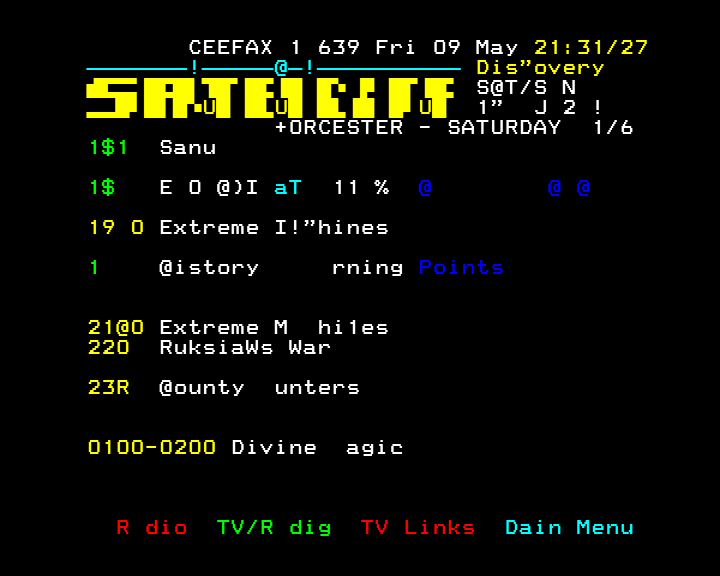 CEEFAX 1 639 Fri 09 May 21:31/27
Dis”overy
SATELLITE S@T/S N
1” J 2 !
+ORCESTER - SATURDAY 1/6
1$1 Sanu
1$ E O @)I aT 11 % @ @ @
19 0 Extreme I!”hines
1 @istory rning Points
21@0 Extreme M hi1es
220 RuksiaWs War
23R @ounty unters
0100-0200 Divine agic
R dio TV/R dig TV Links Dain Menu